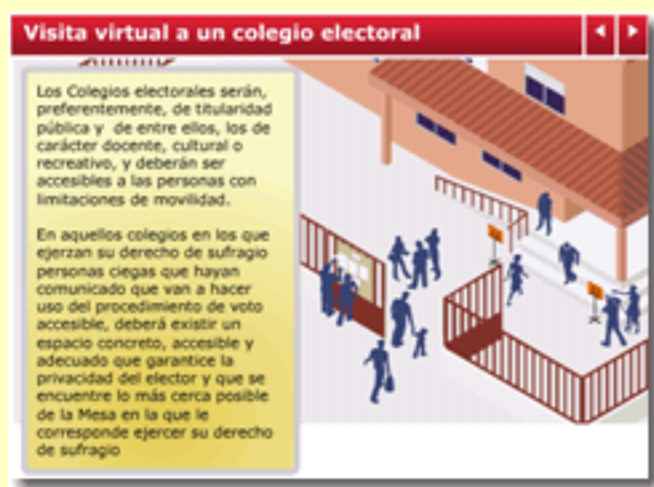 Visita virtual a un colegio electoral
Los Colegios electorales serán,
preferentemente, de titularidad
pública y de entre ellos, los de
carácter docente, cultural o
recreativo, y deberán ser
accesibles a las personas con
limitaciones de movilidad.
En aquellos colegios en los que
ejerzan su derecho de sufragio
personas ciegas que hayan
comunicado que van a hacer
uso del procedimiento de voto
accesible, deberá existir un
espacio concreto, accesible y
adecuado que garantice la
privacidad del elector y que se
encuentre lo más cerca posible
de la Mesa en la que le
corresponde ejercer su derecho
de sufragio